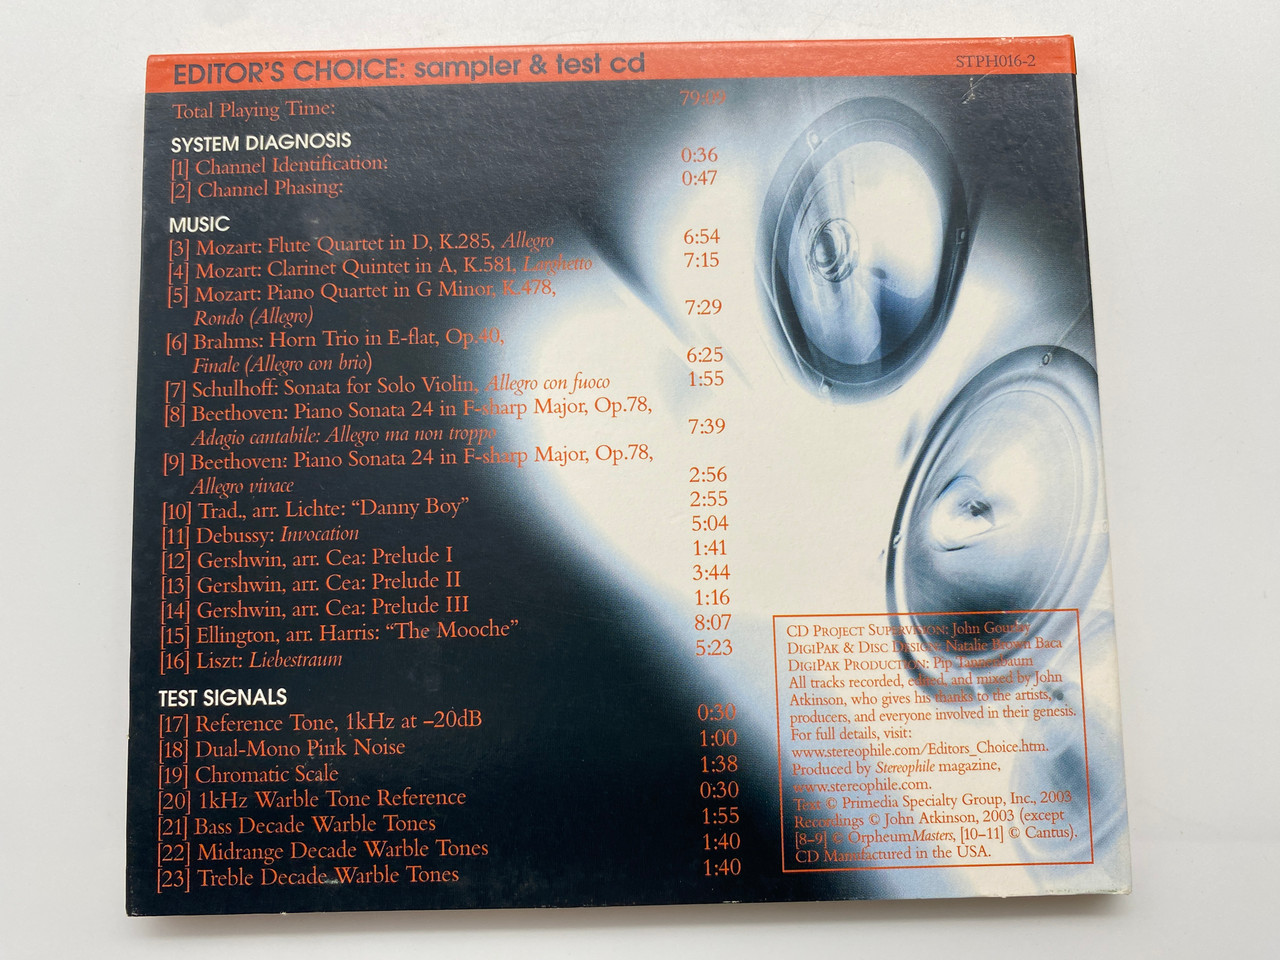 EDITOR'S CHOICE: sampler & test cd STPH016-2
Total Playing Time: 79:09
SYSTEM DIAGNOSIS
[1] Channel Identification: 0:36
[2] Channel Phasing: 0:47
MUSIC
[3] Mozart: Flute Quartet in D, K.285, Allegro 6:54
[4] Mozart: Clarinet Quintet in A, K.581, Larghetto 7:15
[5] Mozart: Piano Quartet in G Minor, K.478,
Rondo (Allegro) 7:29
[6] Brahms: Horn Trio in E-flat, Op.40,
Finale (Allegro con brio) 6:25
[7] Schulhoff: Sonata for Solo Violin, Allegro con fuoco 1:55
[8] Beethoven: Piano Sonata 24 in F-sharp Major, Op.78,
Adagio cantabile: Allegro ma non troppo 7:39
[9] Beethoven: Piano Sonata 24 in F-sharp Major, Op.78,
Allegro vivace 2:56
[10] Trad., arr. Lichte: “Danny Boy” 2:55
[11] Debussy: Invocation 5:04
[12] Gershwin, arr. Cea: Prelude I 1:41
[13] Gershwin, arr. Cea: Prelude II 3:44
[14] Gershwin, arr. Cea: Prelude III 1:16
[15] Ellington, arr. Harris: “The Mooche” 8:07
[16] Liszt: Liebestraum 5:23
TEST SIGNALS
[17] Reference Tone, 1kHz at –20dB 0:30
[18] Dual-Mono Pink Noise 1:00
[19] Chromatic Scale 1:38
[20] 1kHz Warble Tone Reference 0:30
[21] Bass Decade Warble Tones 1:55
[22] Midrange Decade Warble Tones 1:40
[23] Treble Decade Warble Tones 1:40
CD PROJECT SUPERVISION: John Gourlay
DIGIPAK & DISC DESIGN: Natalie Brown Baca
DIGIPAK PRODUCTION: Pip Tannenbaum
All tracks recorded, edited, and mixed by John
Atkinson, who gives his thanks to the artists,
producers, and everyone involved in their genesis.
For full details, visit:
www.stereophile.com/Editors_Choice.htm.
Produced by Stereophile magazine,
www.stereophile.com.
Text © Primedia Specialty Group, Inc., 2003
Recordings © John Atkinson, 2003 (except
[8–9] © OrpheumMasters, [10–11] © Cantus).
CD Manufactured in the USA.